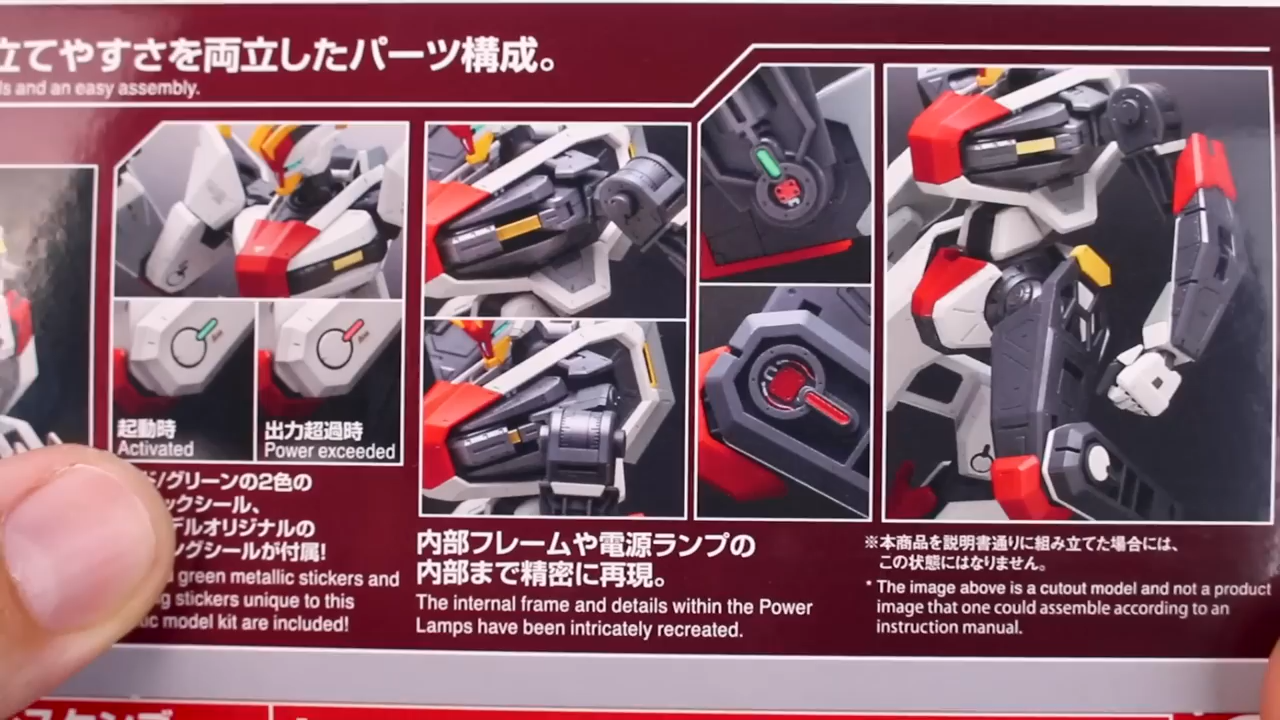 立てやすさを両立したパーツ構成。
and an easy assembly.
起動時
Activated
出力超過時
Power exceeded
/グリーンの2色の
ックシール、
デルオリジナルの
ングシールが付属!
green metallic stickers and
stickers unique to this
model kit are included!
内部フレームや電源ランプの
内部まで精密に再現。
The internal frame and details within the Power
Lamps have been intricately recreated.
※本商品を説明書通りに組み立てた場合には、
この状態にはなりません。
* The image above is a cutout model and not a product
image that one could assemble according to an
instruction manual.